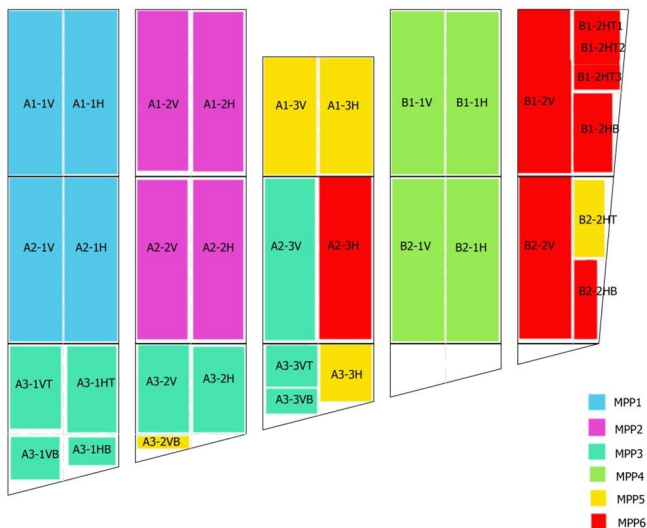 A1-1V A1-1H A1-2V A1-2H A1-3V A1-3H B1-1V B1-1H B1-2V B1-2HT1
B1-2HT2
B1-2HT3
B1-2HB
A2-1V A2-1H A2-2V A2-2H A2-3V A2-3H B2-1V B2-1H B2-2V B2-2HT
B2-2HB
A3-1VT A3-1HT A3-2V A3-2H A3-3VT A3-3H
A3-3VB
A3-1VB A3-1HB A3-2VB
MPP1
MPP2
MPP3
MPP4
MPP5
MPP6